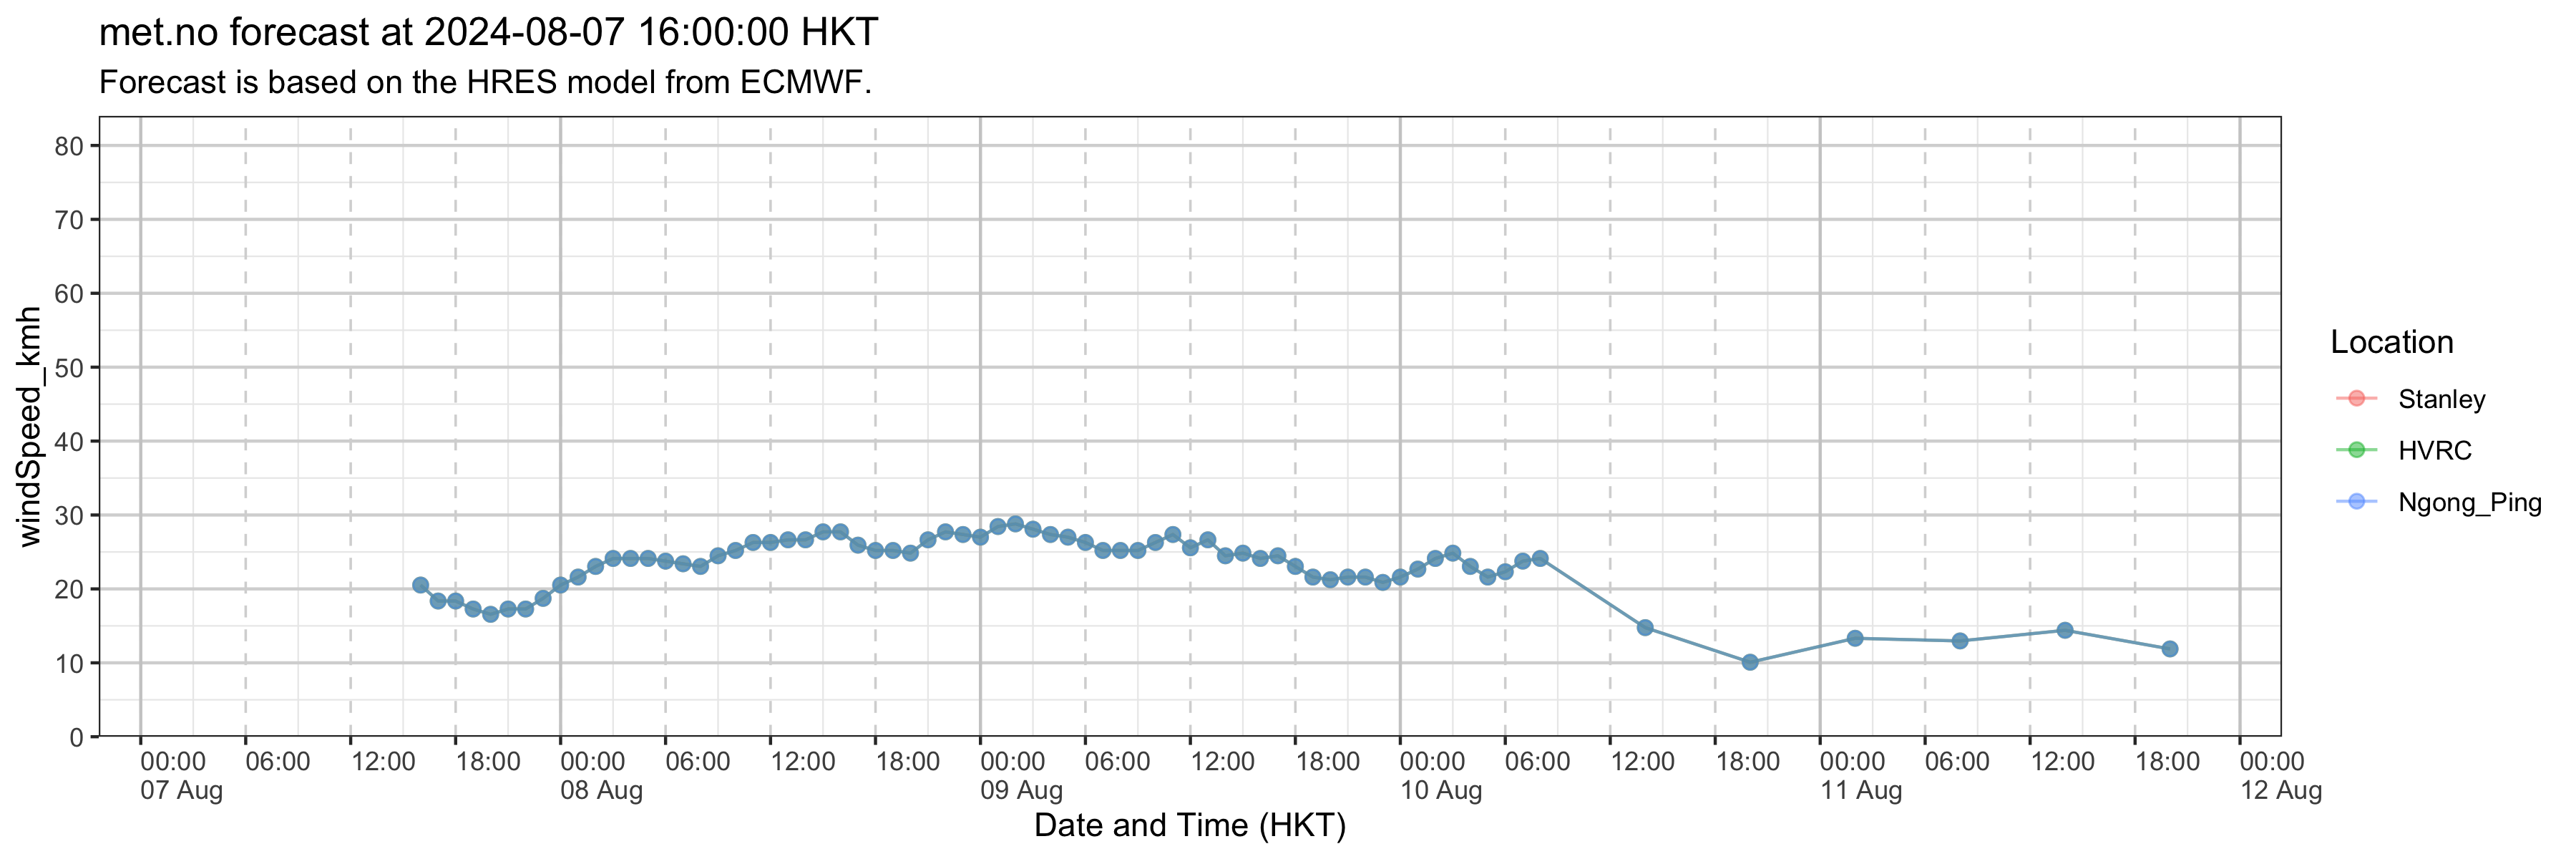 met.no forecast at 2024-08-07 16:00:00 HKT
Forecast is based on the HRES model from ECMWF.
windSpeed_kmh
80
70
60
50
40
30
20
10
0
00:00 06:00 12:00 18:00 00:00 06:00 12:00 18:00 00:00 06:00 12:00 18:00 00:00 06:00 12:00 18:00 00:00 06:00 12:00 18:00 00:00
07 Aug 08 Aug 09 Aug 10 Aug 11 Aug 12 Aug
Date and Time (HKT)
Location
Stanley
HVRC
Ngong_Ping